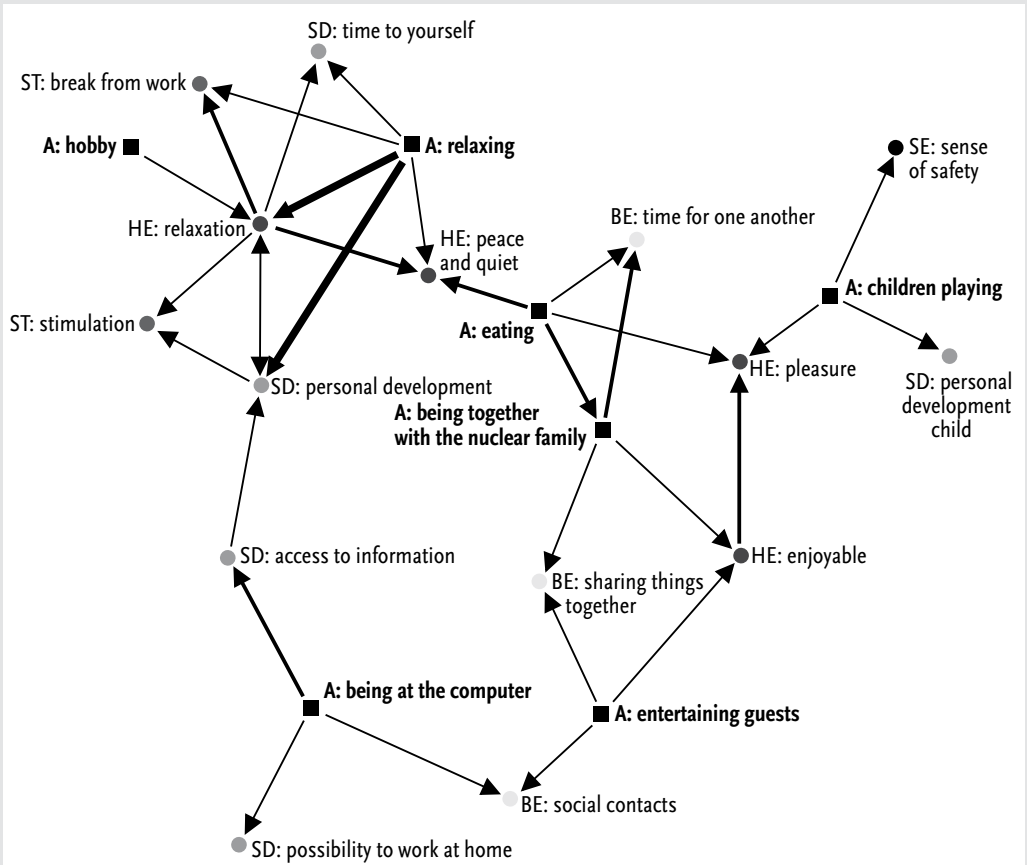 SD: time to yourself
ST: break from work
A: hobby
A: relaxing
SE: sense
of safety
HE: relaxation
BE: time for one another
HE: peace
and quiet
A: children playing
ST: stimulation
A: eating
HE: pleasure
SD: personal development
SD: personal
development
child
A: being together
with the nuclear family
SD: access to information
HE: enjoyable
BE: sharing things
together
A: being at the computer
A: entertaining guests
BE: social contacts
SD: possibility to work at home